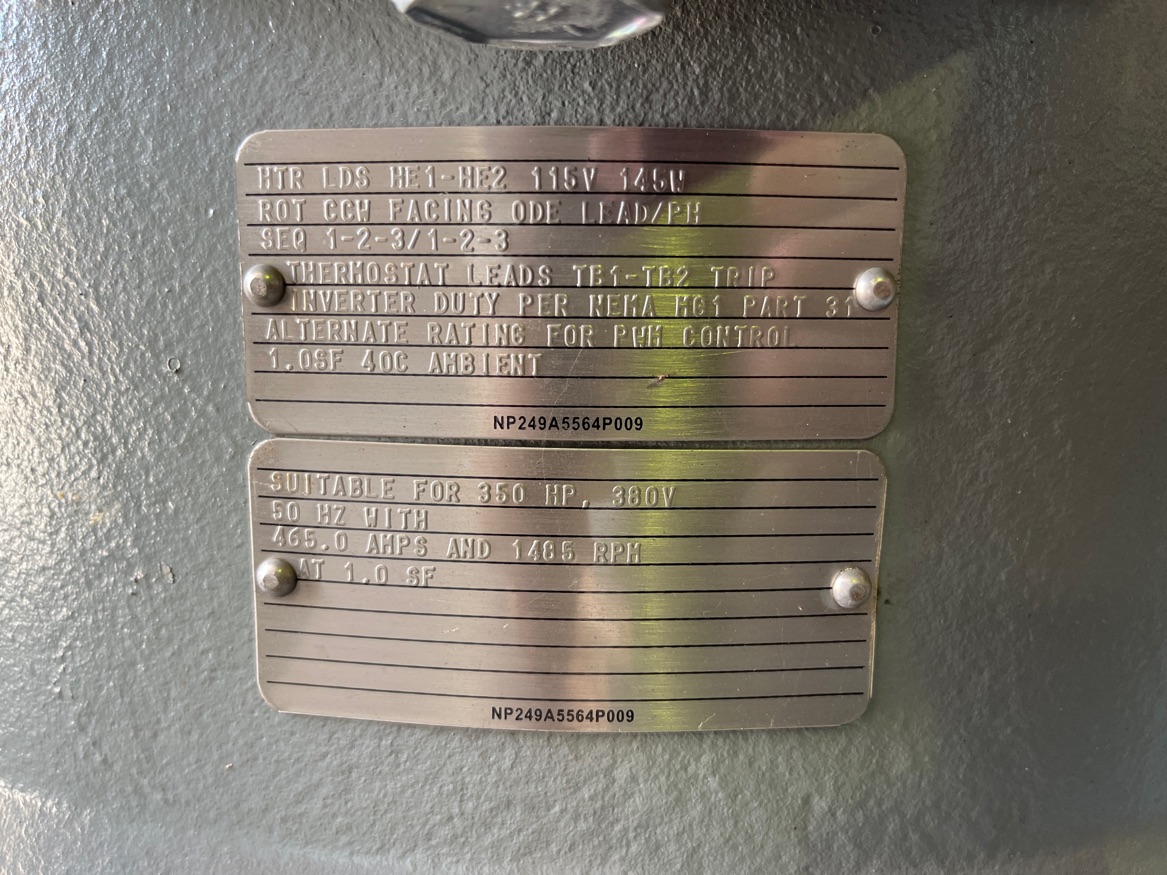 HTR LDS HE1-HE2 115V 145W
ROT CCW FACING ODE LEAD/PH
SEQ 1-2-3/1-2-3
THERMOSTAT LEADS TB1-TB2 TRIP
INVERTER DUTY PER NEMA MG1 PART 31
ALTERNATE RATING FOR PWM CONTROL
1.0SF 40C AMBIENT
NP249A5564P009
SUITABLE FOR 350 HP, 380V
50 HZ WITH
465.0 AMPS AND 1485 RPM
AT 1.0 SF
NP249A5564P009